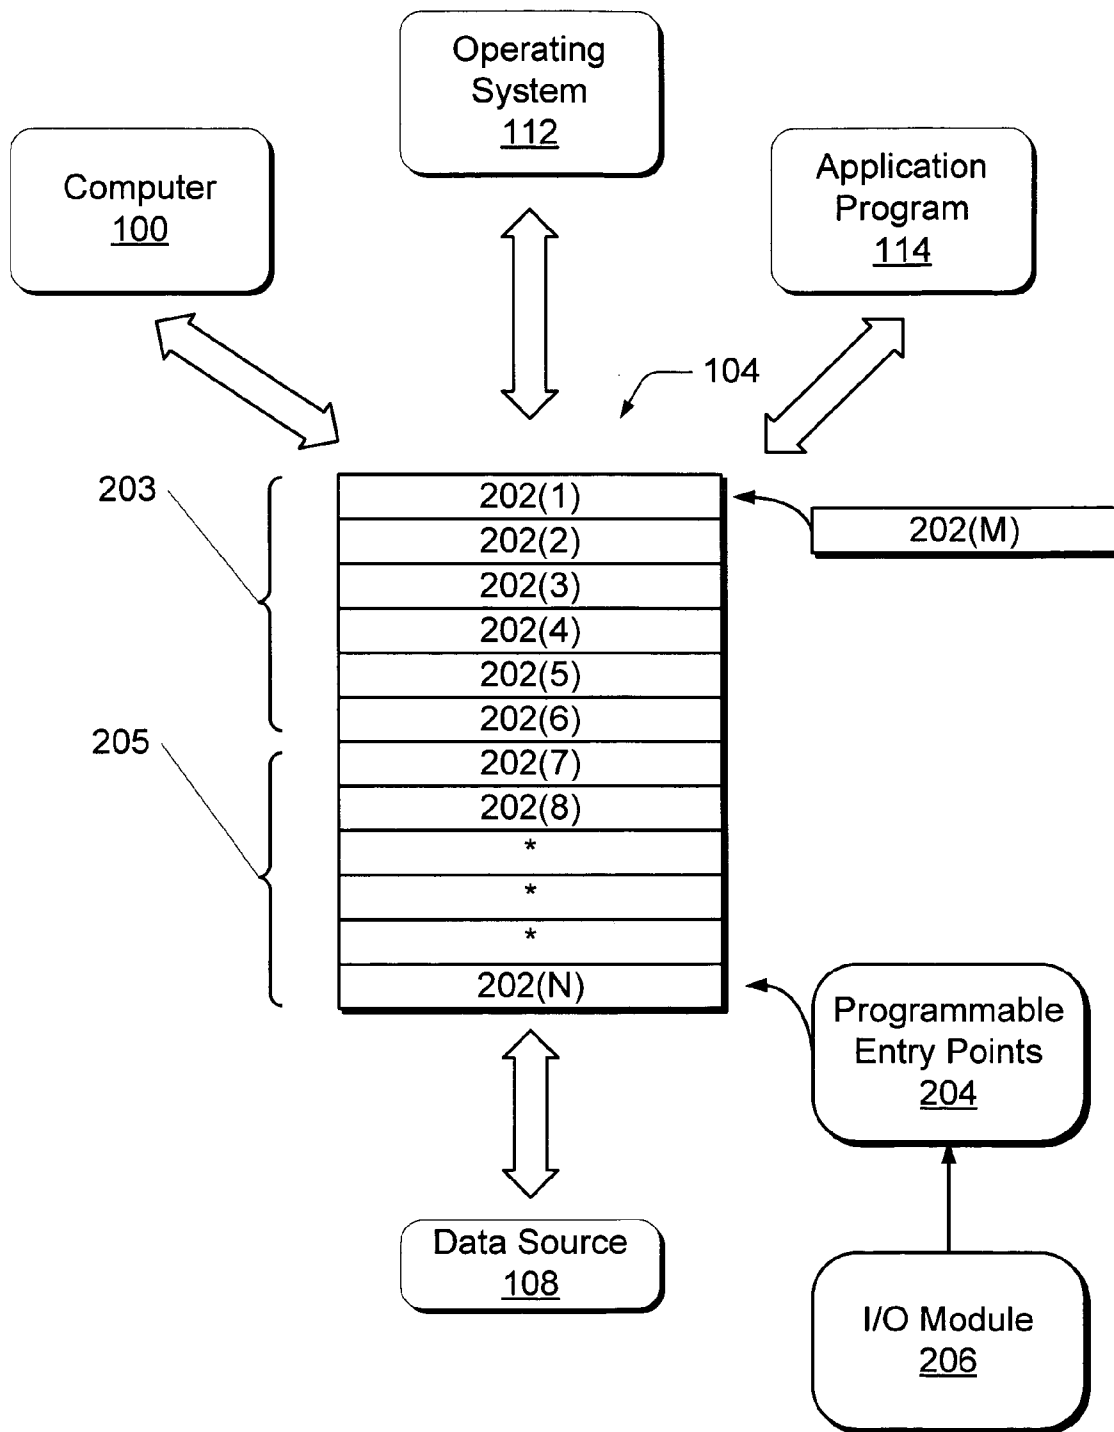 Operating
System
112
Computer
100
Application
Program
114
104
203
202(1)
202(2)
202(3)
202(4)
202(5)
202(6)
202(M)
205
202(7)
202(8)
*
*
*
202(N)
Programmable
Entry Points
204
Data Source
108
I/O Module
206